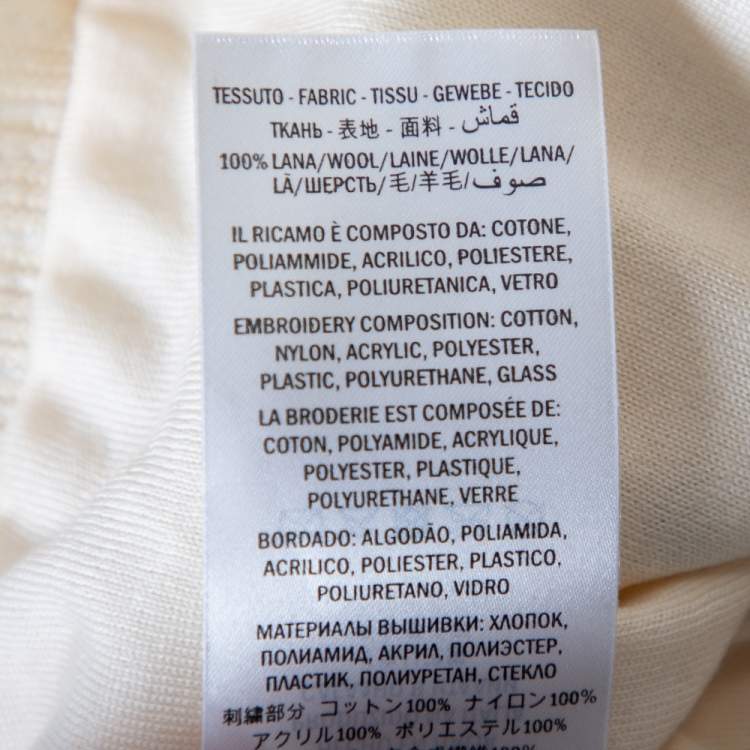 TESSUTO - FABRIC - TISSU - GEWEBE - TECIDO
ТКАНЬ - 表地 - 面料 - قماش
100% LANA/WOOL/LAINE/WOLLE/LANA/
LÀ/ШЕРСТЬ/毛/羊毛/صوف
IL RICAMO È COMPOSTO DA: COTONE,
POLIAMMIDE, ACRILICO, POLIESTERE,
PLASTICA, POLIURETANICA, VETRO
EMBROIDERY COMPOSITION: COTTON,
NYLON, ACRYLIC, POLYESTER,
PLASTIC, POLYURETHANE, GLASS
LA BRODERIE EST COMPOSÉE DE:
COTON, POLYAMIDE, ACRYLIQUE,
POLYESTER, PLASTIQUE,
POLYURETHANE, VERRE
BORDADO: ALGODÃO, POLIAMIDA,
ACRILICO, POLIESTER, PLASTICO,
POLIURETANO, VIDRO
МАТЕРИАЛЫ ВЫШИВКИ: ХЛОПОК,
ПОЛИАМИД, АКРИЛ, ПОЛИЭСТЕР,
ПЛАСТИК, ПОЛИУРЕТАН, СТЕКЛО
刺繍部分 コットン100% ナイロン100%
アクリル100% ポリエステル100%